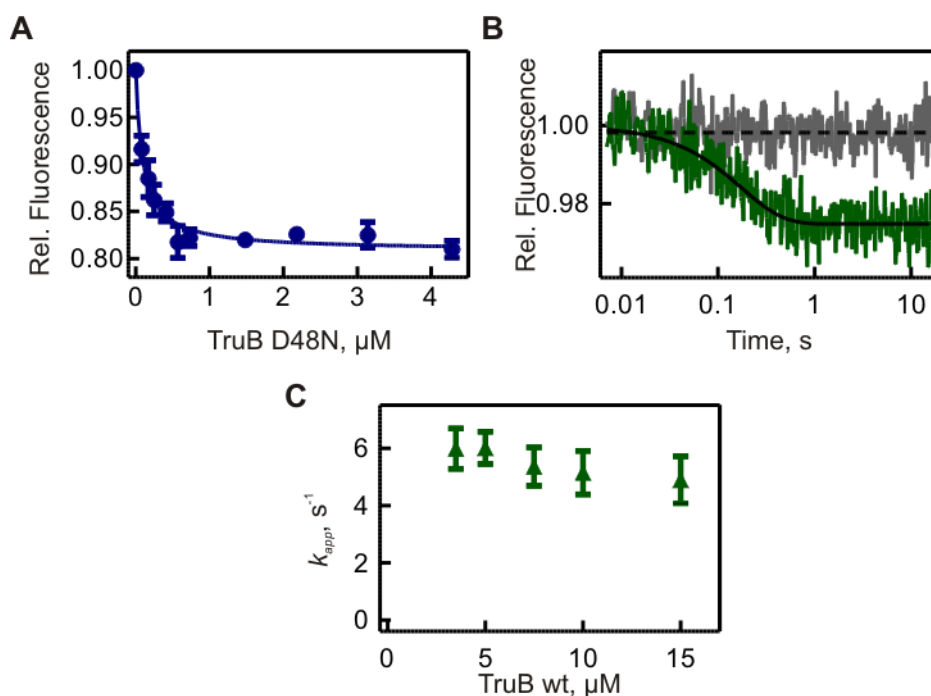 A
Rel. Fluorescence
1.00
0.95
0.90
0.85
0.80
0 1 2 3 4
TruB D48N, µM
B
Rel. Fluorescence
1.00
0.98
0.01 0.1 1 10
Time, s
C
k_app, s⁻¹
6
4
2
0
0 5 10 15
TruB wt, µM